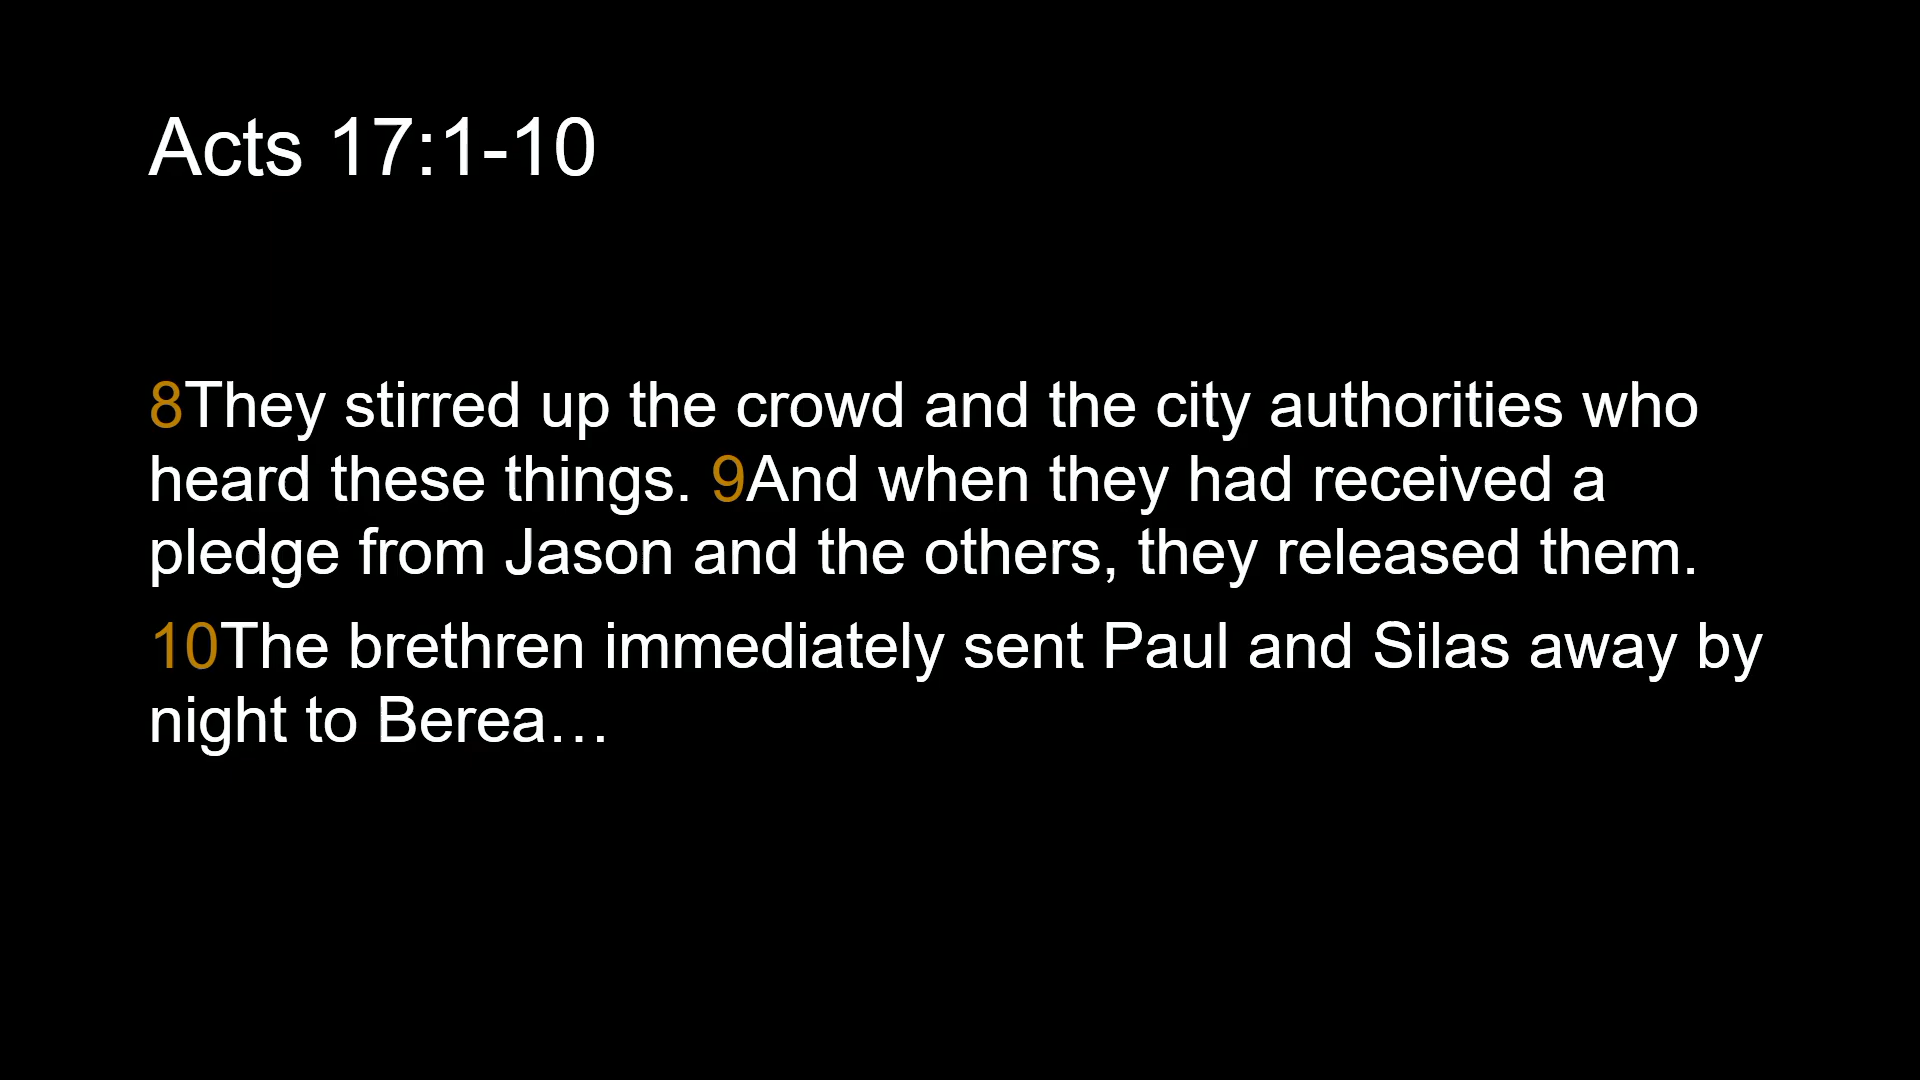 Acts 17:1-10
8They stirred up the crowd and the city authorities who
heard these things. 9And when they had received a
pledge from Jason and the others, they released them.
10The brethren immediately sent Paul and Silas away by
night to Berea…